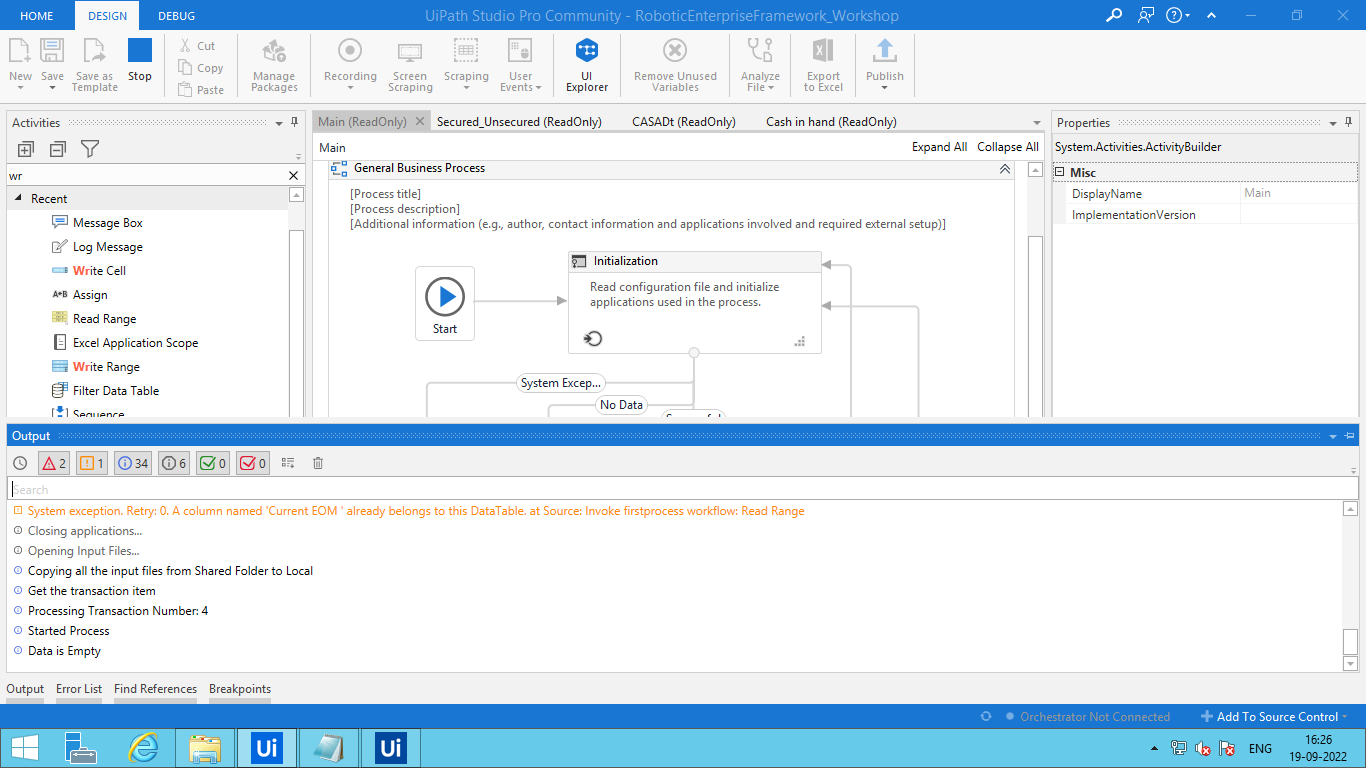 HOME DESIGN DEBUG UiPath Studio Pro Community - RoboticEnterpriseFramework_Workshop
New Save Save as Template Stop
Cut
Copy
Paste
Manage Packages
Recording Screen Scraping Scraping User Events
UI Explorer
Remove Unused Variables
Analyze File
Export to Excel
Publish
Activities
wr
Recent
Message Box
Log Message
Write Cell
A*B Assign
Read Range
Excel Application Scope
Write Range
Filter Data Table
Sequence
Main (ReadOnly) Secured_Unsecured (ReadOnly) CASADt (ReadOnly) Cash in hand (ReadOnly)
Main Expand All Collapse All
General Business Process
[Process title]
[Process description]
[Additional information (e.g., author, contact information and applications involved and required external setup)]
Start
Initialization
Read configuration file and initialize
applications used in the process.
System Excep...
No Data
Properties
System.Activities.ActivityBuilder
Misc
DisplayName Main
ImplementationVersion
Output
2 1 34 6 0 0
Search
System exception. Retry: 0. A column named 'Current EOM ' already belongs to this DataTable. at Source: Invoke firstprocess workflow: Read Range
Closing applications...
Opening Input Files...
Copying all the input files from Shared Folder to Local
Get the transaction item
Processing Transaction Number: 4
Started Process
Data is Empty
Output Error List Find References Breakpoints
Orchestrator Not Connected Add To Source Control
Ui Ui ENG 16:26
19-09-2022